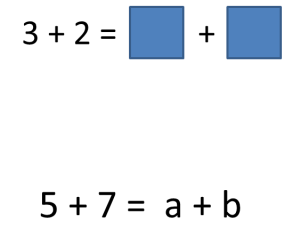 3 + 2 = +
5 + 7 = a + b